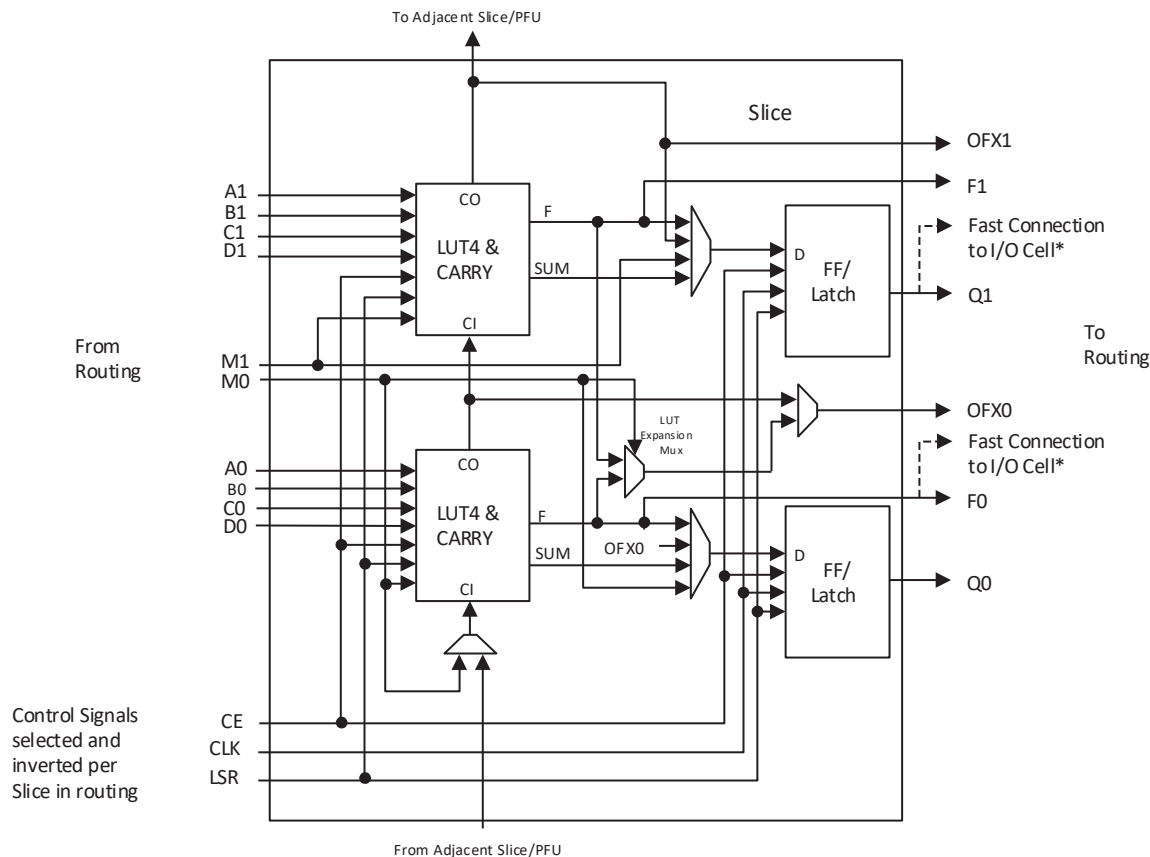 To Adjacent Slice/PFU
Slice
OFX1
F1
A1
B1
C1
D1
CO
LUT4 &
CARRY
CI
F
SUM
D
FF/
Latch
Fast Connection
to I/O Cell*
Q1
From
Routing
To
Routing
M1
M0
OFX0
LUT
Expansion
Mux
Fast Connection
to I/O Cell*
F0
A0
B0
C0
D0
CO
LUT4 &
CARRY
CI
F
OFX0
SUM
D
FF/
Latch
Q0
Control Signals
selected and
inverted per
Slice in routing
CE
CLK
LSR
From Adjacent Slice/PFU